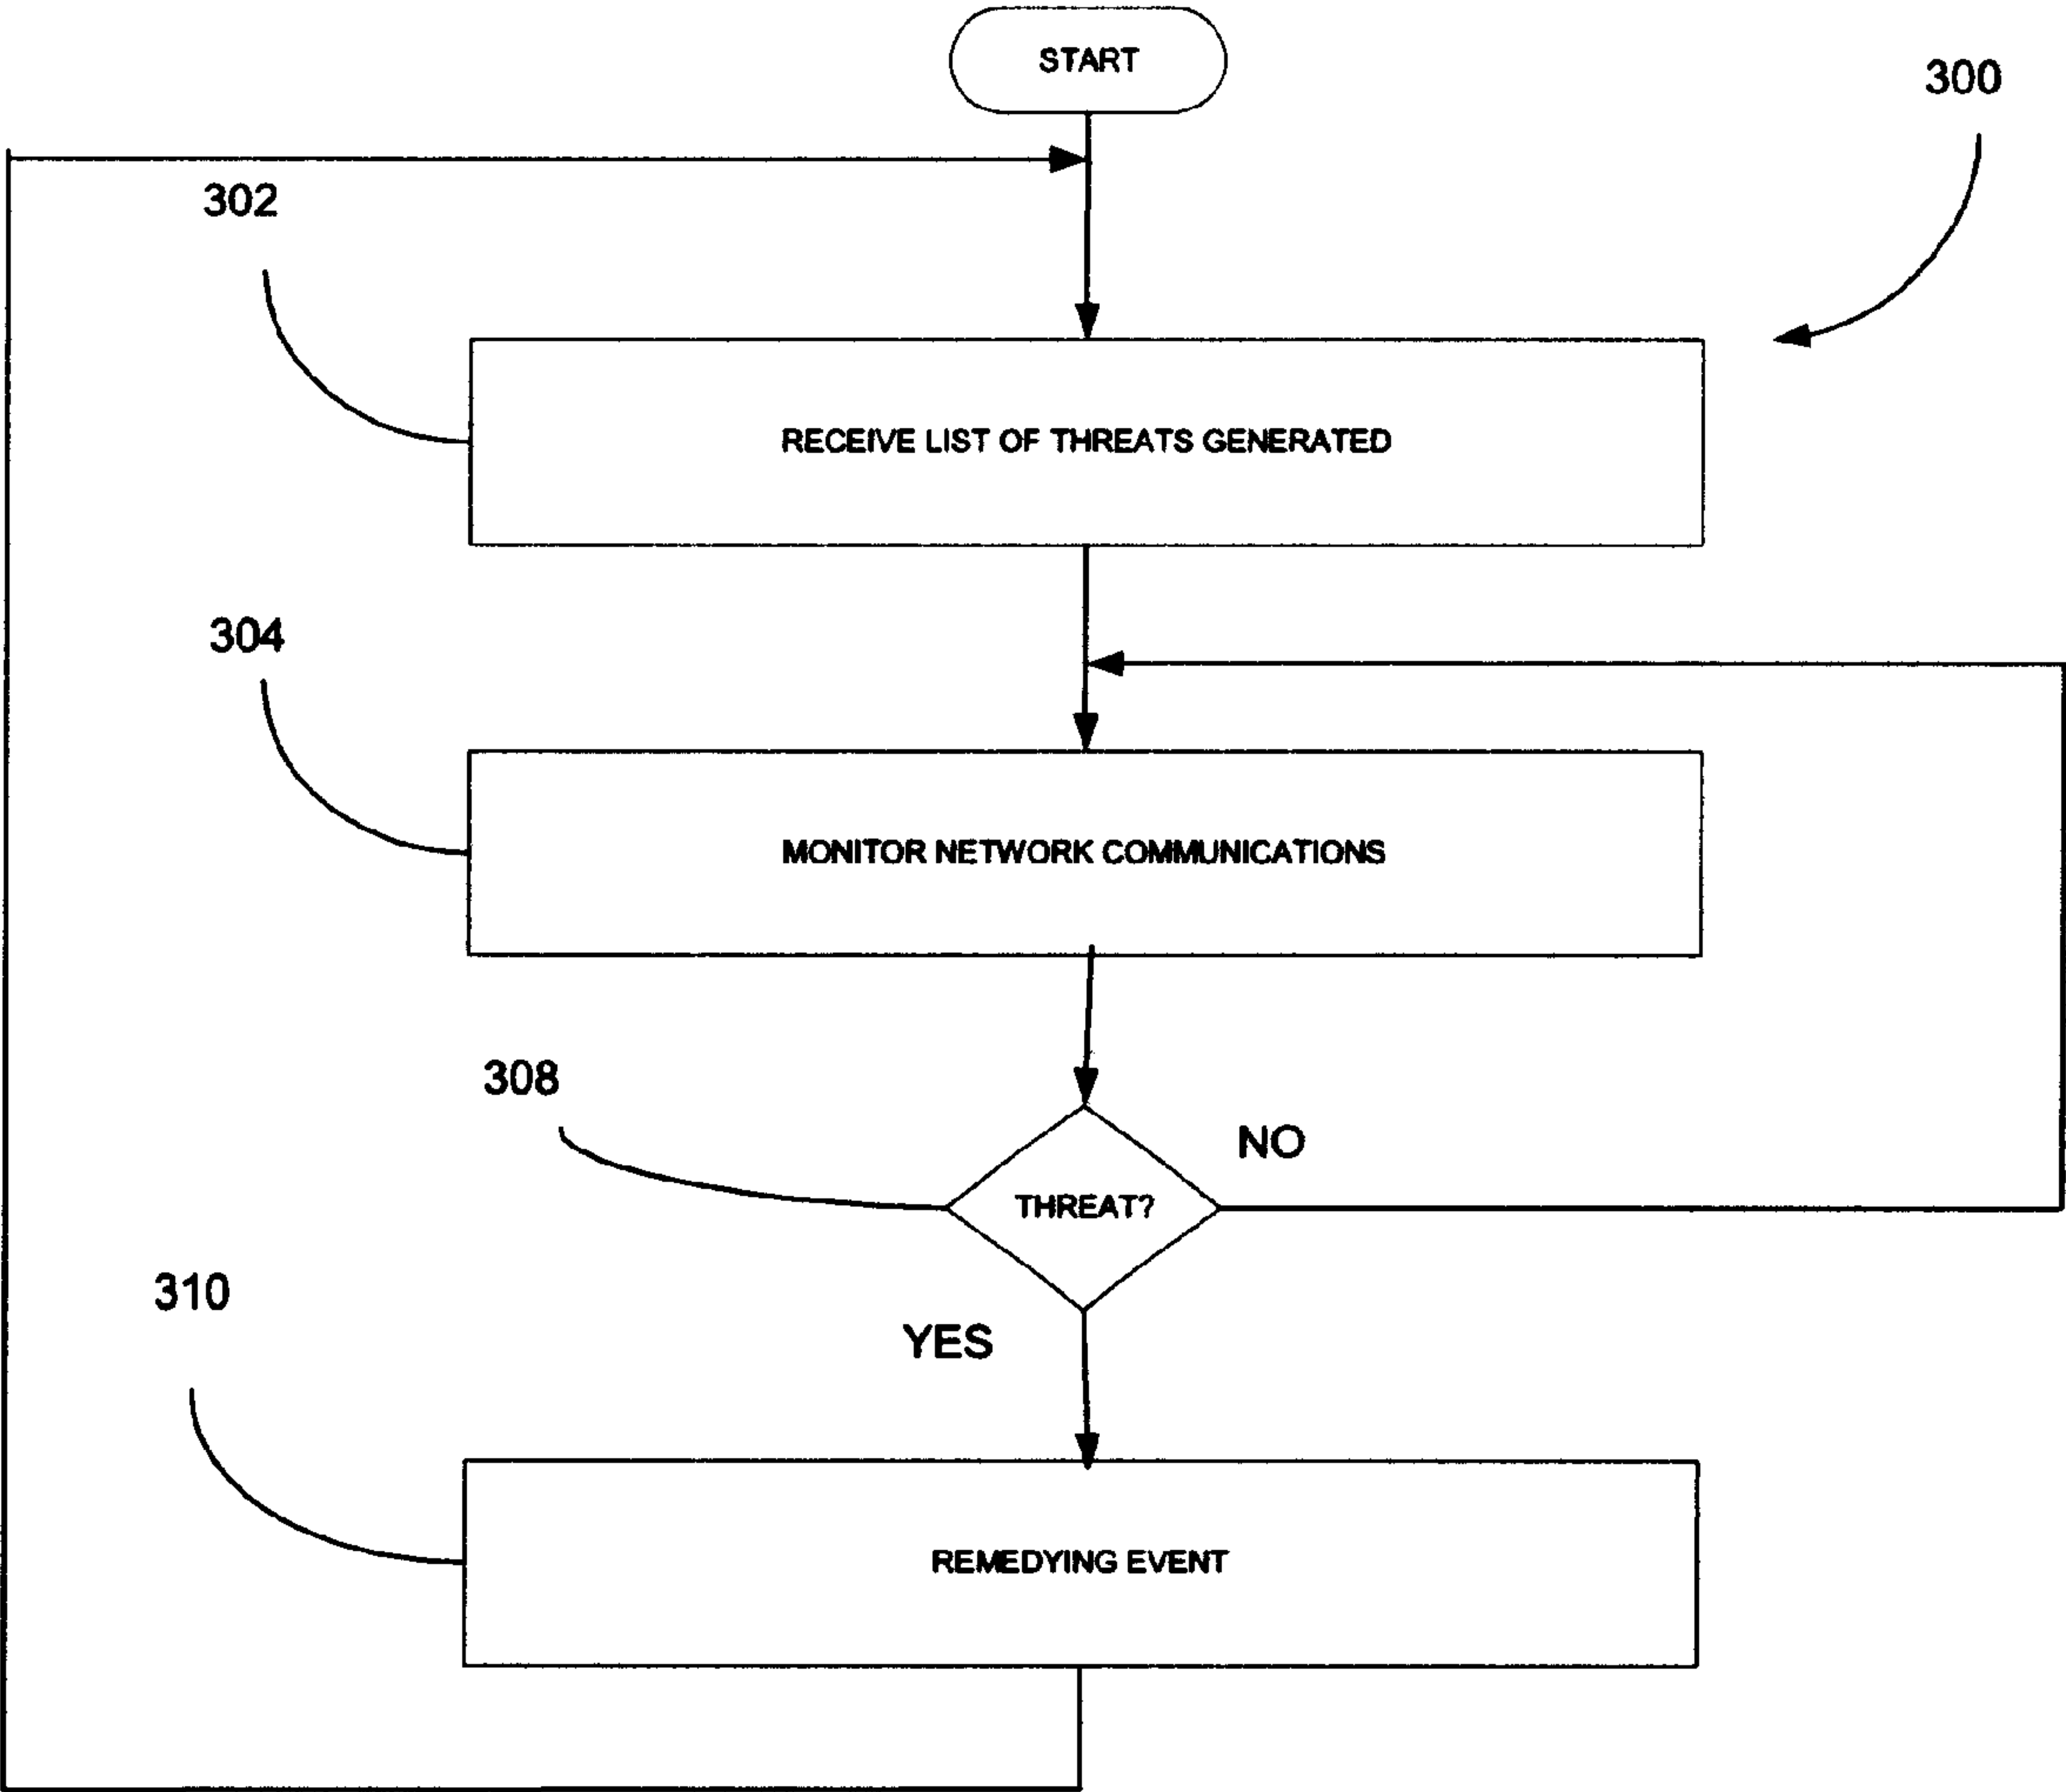 START
300
302
RECEIVE LIST OF THREATS GENERATED
304
MONITOR NETWORK COMMUNICATIONS
308
NO
THREAT?
310
YES
REMEDYING EVENT